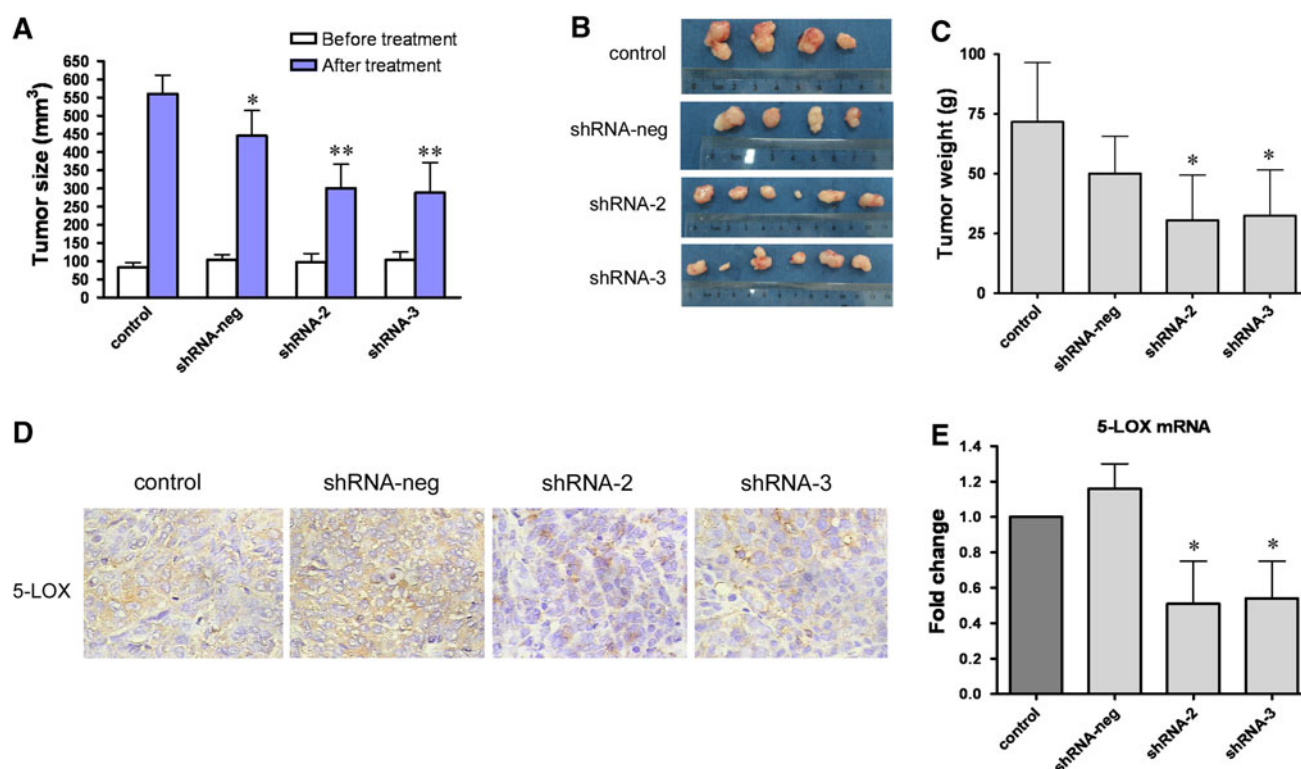 A
Before treatment
After treatment
Tumor size (mm³)
650
600
550
500
450
400
350
300
250
200
150
100
50
0
*
**
**
control
shRNA-neg
shRNA-2
shRNA-3
B
control
shRNA-neg
shRNA-2
shRNA-3
C
Tumor weight (g)
100
75
50
25
0
*
*
control
shRNA-neg
shRNA-2
shRNA-3
D
control shRNA-neg shRNA-2 shRNA-3
5-LOX
E
5-LOX mRNA
Fold change
1.4
1.2
1.0
0.8
0.6
0.4
0.2
0.0
*
*
control
shRNA-neg
shRNA-2
shRNA-3